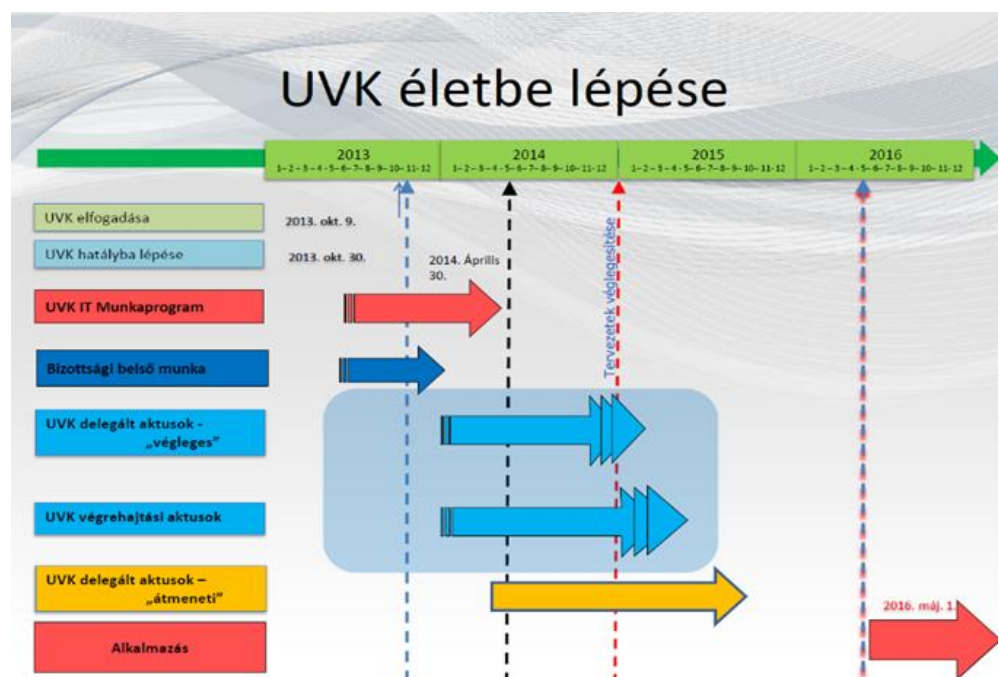 UVK életbe lépése
2013
2014
2015
2016
1–2–3–4–5–6–7–8–9–10–11–12
1–2–3–4–5–6–7–8–9–10–11–12
1–2–3–4–5–6–7–8–9–10–11–12
1–2–3–4–5–6–7–8–9–10–11–12
UVK elfogadása
2013. okt. 9.
UVK hatályba lépése
2013. okt. 30.
2014. Április
30.
Tervezetek véglegesítése
UVK IT Munkaprogram
Bizottsági belső munka
UVK delegált aktusok -
„végleges”
UVK végrehajtási aktusok
UVK delegált aktusok –
„átmeneti”
2016. máj. 1.
Alkalmazás